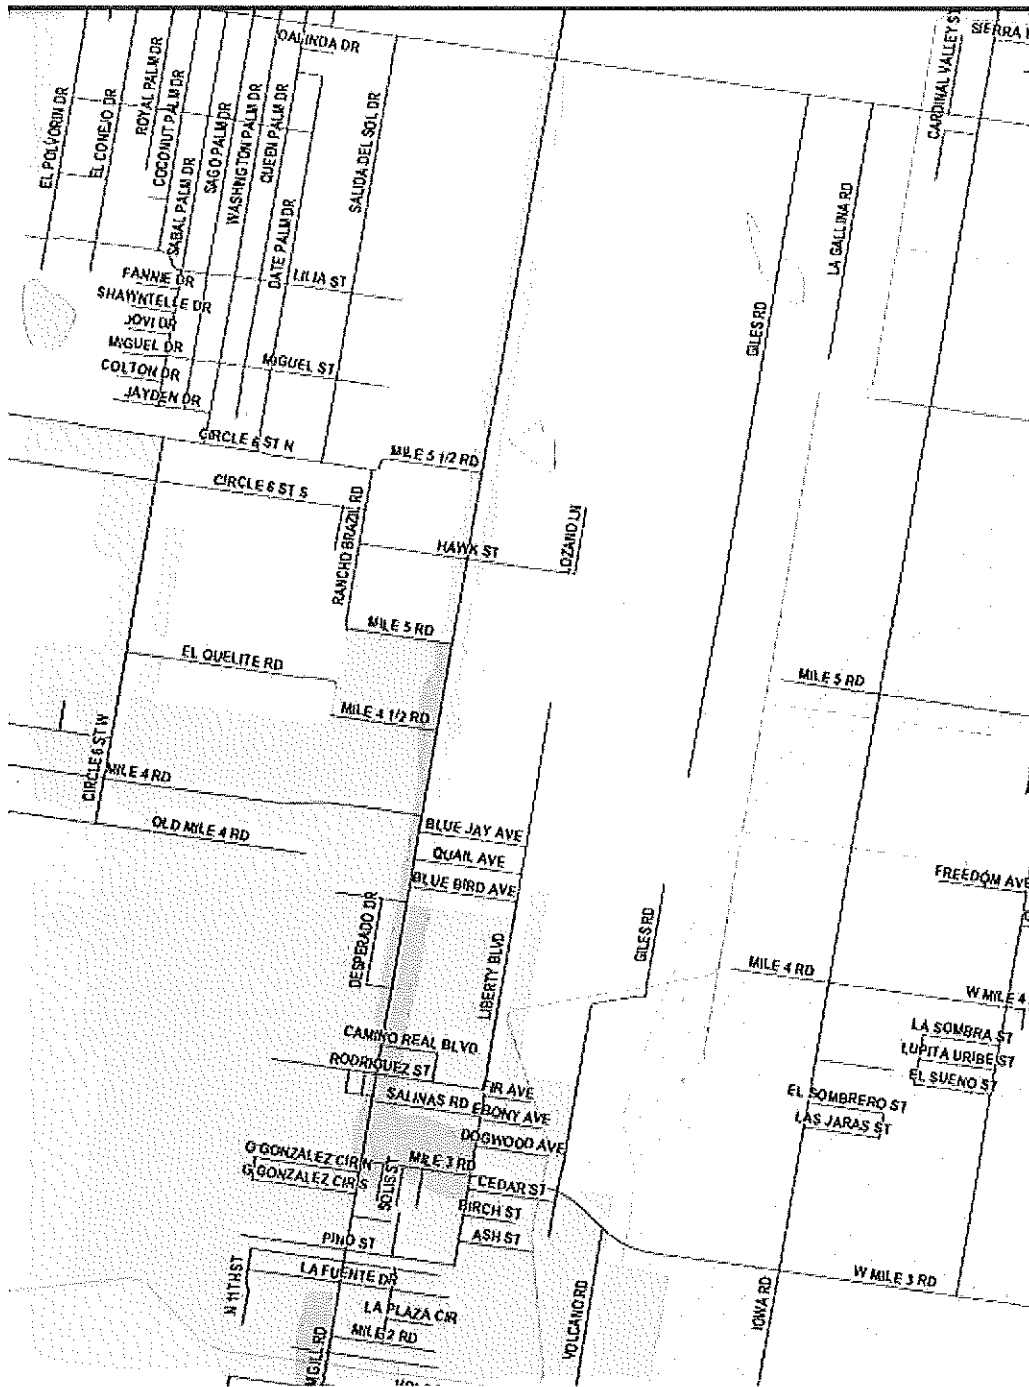 OALINDA DR
SIERRA
CARDINAL VALLEY ST
EL POLVORIN DR
EL CONEJO DR
ROYAL PALM DR
COCONUT PALM DR
SABAL PALM DR
SAGO PALM DR
WASHINGTON PALM DR
QUEEN PALM DR
DATE PALM DR
SALIDA DEL SOL DR
GILES RD
LA GALLINA RD
FANNIE DR
LILIA ST
SHAWNTELLE DR
JOVI DR
MIGUEL DR
MIGUEL ST
COLTON DR
JAYDEN DR
CIRCLE 6 ST N
MILE 5 1/2 RD
CIRCLE 6 ST S
RANCHO BRAZIL RD
HAWK ST
LOZANO LN
MILE 5 RD
EL QUELITE RD
MILE 5 RD
MILE 4 1/2 RD
CIRCLE 6 ST W
MILE 4 RD
OLD MILE 4 RD
BLUE JAY AVE
QUAIL AVE
BLUE BIRD AVE
FREEDOM AVE
DESPERADO DR
LIBERTY BLVD
GILES RD
MILE 4 RD
W MILE 4
CAMINO REAL BLVD
LA SOMBRA ST
RODRIQUEZ ST
LUPITA URIBE ST
FIR AVE
EL SUENO ST
SALINAS RD
EBONY AVE
EL SOMBRERO ST
DOGWOOD AVE
LAS JARAS ST
G GONZALEZ CIR N
MILE 3 RD
G GONZALEZ CIR S
SOLIS ST
CEDAR ST
BIRCH ST
PINO ST
ASH ST
N 11TH ST
LA FUENTE DR
W MILE 3 RD
LA PLAZA CIR
MILE 2 RD
VOLCANO RD
IOWA RD
MGILL RD